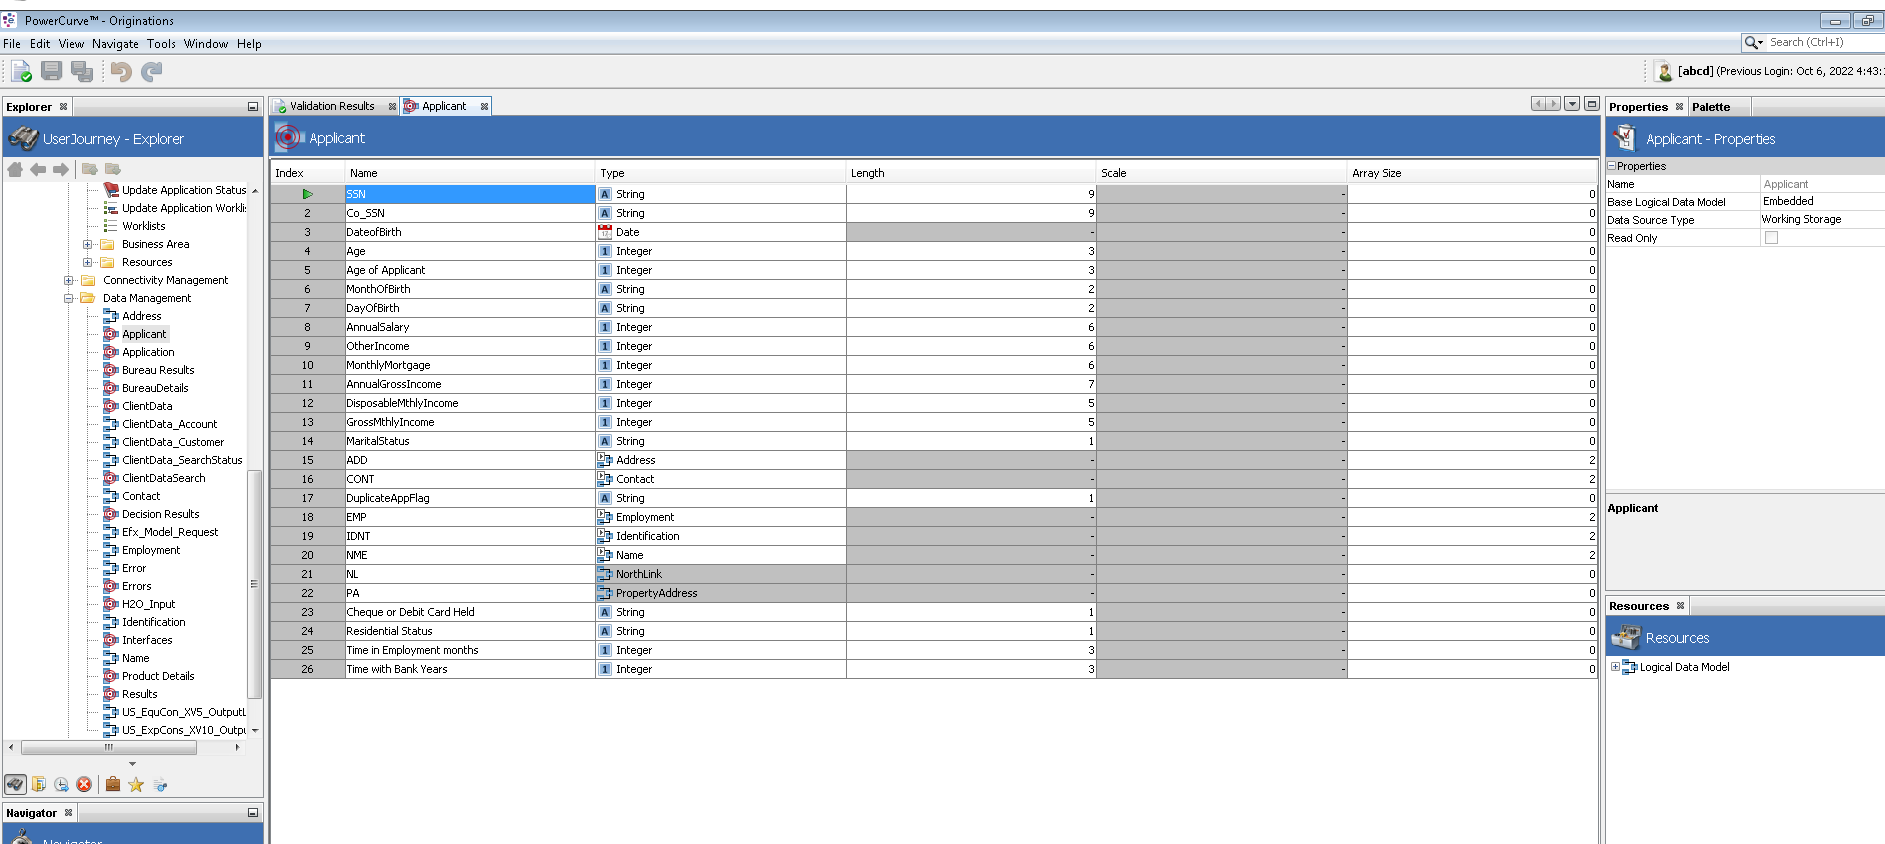 PowerCurve™ - Originations
File Edit View Navigate Tools Window Help
Search (Ctrl+I)
[abcd] (Previous Login: Oct 6, 2022 4:43:
Explorer
UserJourney - Explorer
Update Application Status
Update Application Workli
Worklists
Business Area
Resources
Connectivity Management
Data Management
Address
Applicant
Application
Bureau Results
BureauDetails
ClientData
ClientData_Account
ClientData_Customer
ClientData_SearchStatus
ClientDataSearch
Contact
Decision Results
Efx_Model_Request
Employment
Error
Errors
H2O_Input
Identification
Interfaces
Name
Product Details
Results
US_EquCon_XV5_OutputL
US_ExpCons_XV10_Outpu
Navigator
Navigator
Validation Results Applicant
Applicant
Index Name Type Length Scale Array Size
SSN String 9 - 0
2 Co_SSN String 9 - 0
3 DateofBirth Date - - 0
4 Age Integer 3 - 0
5 Age of Applicant Integer 3 - 0
6 MonthOfBirth String 2 - 0
7 DayOfBirth String 2 - 0
8 AnnualSalary Integer 6 - 0
9 OtherIncome Integer 6 - 0
10 MonthlyMortgage Integer 6 - 0
11 AnnualGrossIncome Integer 7 - 0
12 DisposableMthlyIncome Integer 5 - 0
13 GrossMthlyIncome Integer 5 - 0
14 MaritalStatus String 1 - 0
15 ADD Address - - 2
16 CONT Contact - - 2
17 DuplicateAppFlag String 1 - 0
18 EMP Employment - - 2
19 IDNT Identification - - 2
20 NME Name - - 2
21 NL NorthLink - - 0
22 PA PropertyAddress - - 0
23 Cheque or Debit Card Held String 1 - 0
24 Residential Status String 1 - 0
25 Time in Employment months Integer 3 - 0
26 Time with Bank Years Integer 3 - 0
Properties Palette
Applicant - Properties
Properties
Name Applicant
Base Logical Data Model Embedded
Data Source Type Working Storage
Read Only
Applicant
Resources
Resources
Logical Data Model